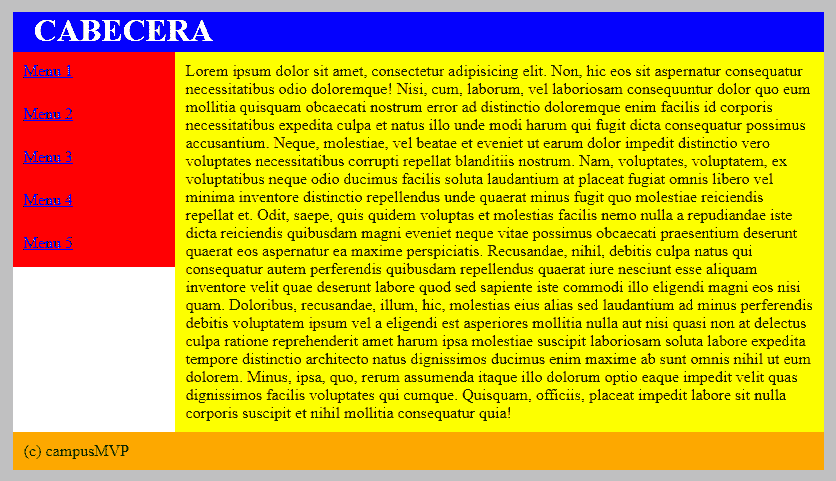 CABECERA
Menu 1
Menu 2
Menu 3
Menu 4
Menu 5
Lorem ipsum dolor sit amet, consectetur adipisicing elit. Non, hic eos sit aspernatur consequatur
necessitatibus odio doloremque! Nisi, cum, laborum, vel laboriosam consequuntur dolor quo eum
mollitia quisquam obcaecati nostrum error ad distinctio doloremque enim facilis id corporis
necessitatibus expedita culpa et natus illo unde modi harum qui fugit dicta consequatur possimus
accusantium. Neque, molestiae, vel beatae et eveniet ut earum dolor impedit distinctio vero
voluptates necessitatibus corrupti repellat blanditiis nostrum. Nam, voluptates, voluptatem, ex
voluptatibus neque odio ducimus facilis soluta laudantium at placeat fugiat omnis libero vel
minima inventore distinctio repellendus unde quaerat minus fugit quo molestiae reiciendis
repellat et. Odit, saepe, quis quidem voluptas et molestias facilis nemo nulla a repudiandae iste
dicta reiciendis quibusdam magni eveniet neque vitae possimus obcaecati praesentium deserunt
quaerat eos aspernatur ea maxime perspiciatis. Recusandae, nihil, debitis culpa natus qui
consequatur autem perferendis quibusdam repellendus quaerat iure nesciunt esse aliquam
inventore velit quae deserunt labore quod sed sapiente iste commodi illo eligendi magni eos nisi
quam. Doloribus, recusandae, illum, hic, molestias eius alias sed laudantium ad minus perferendis
debitis voluptatem ipsum vel a eligendi est asperiores mollitia nulla aut nisi quasi non at delectus
culpa ratione reprehenderit amet harum ipsa molestiae suscipit laboriosam soluta labore expedita
tempore distinctio architecto natus dignissimos ducimus enim maxime ab sunt omnis nihil ut eum
dolorem. Minus, ipsa, quo, rerum assumenda itaque illo dolorum optio eaque impedit velit quas
dignissimos facilis voluptates qui cumque. Quisquam, officiis, placeat impedit labore sit nulla
corporis suscipit et nihil mollitia consequatur quia!
(c) campusMVP